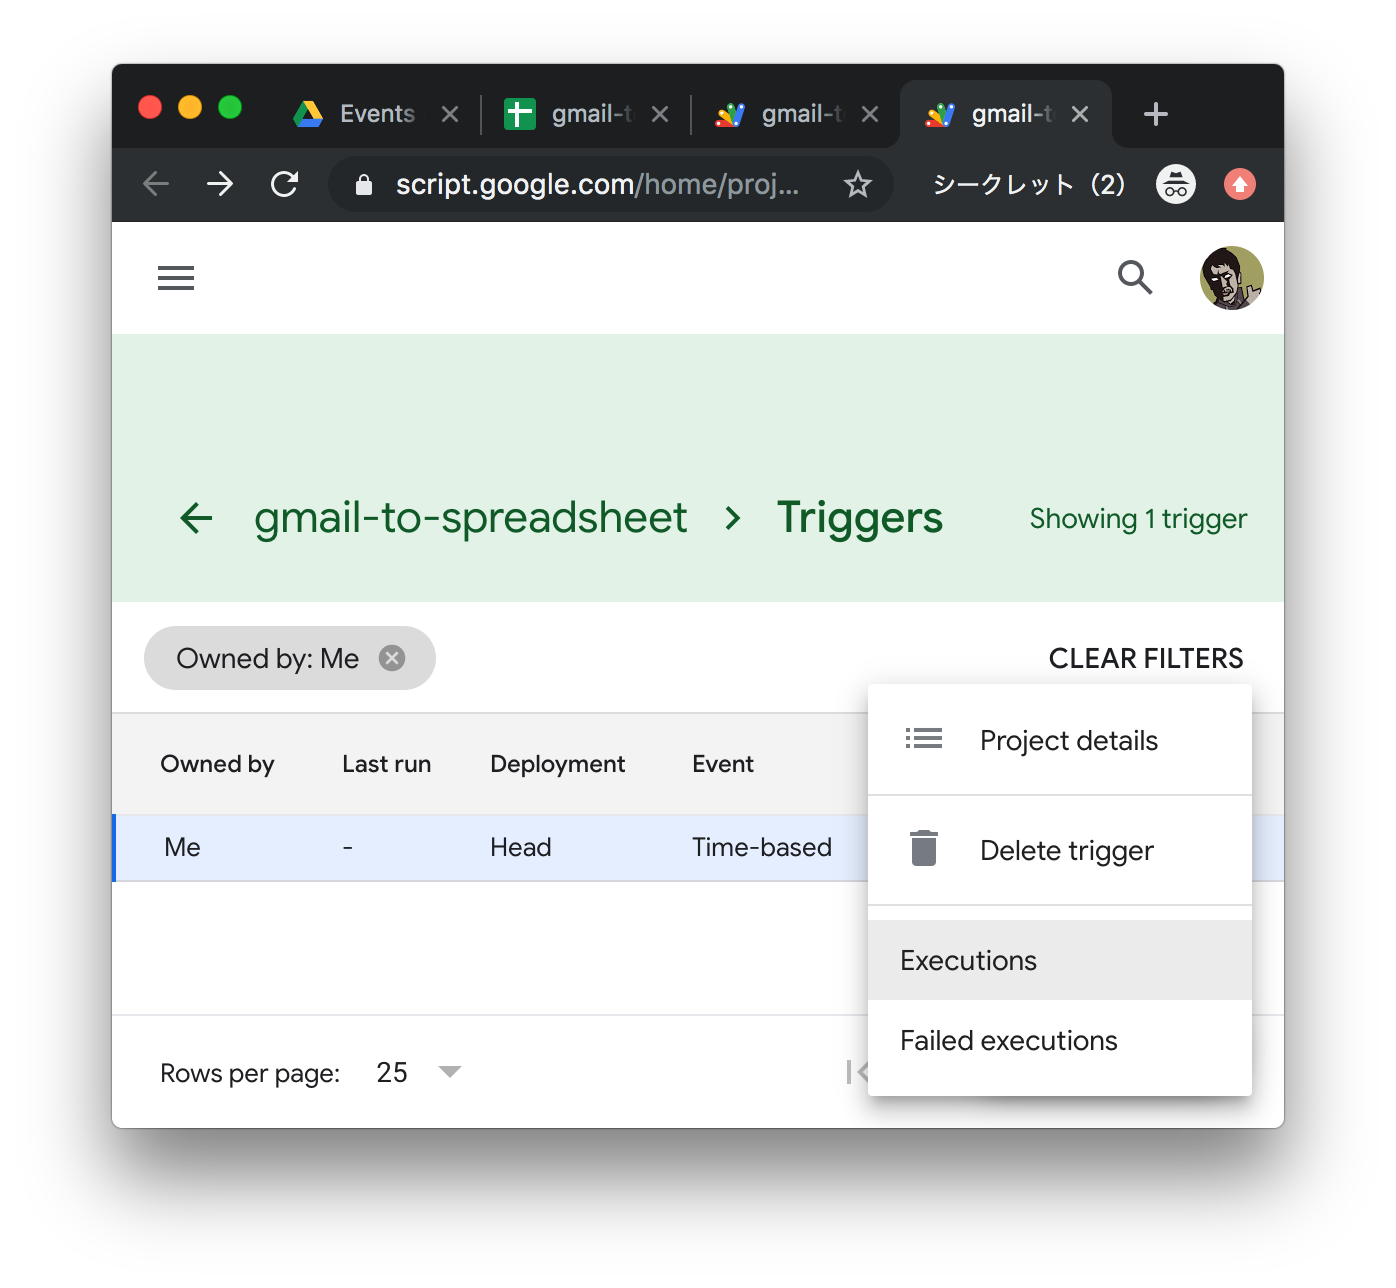 Events
gmail-t
gmail-t
gmail-t
script.google.com/home/proj...
シークレット（2）
gmail-to-spreadsheet > Triggers
Showing 1 trigger
Owned by: Me
CLEAR FILTERS
Owned by Last run Deployment Event
Me - Head Time-based
Project details
Delete trigger
Executions
Failed executions
Rows per page: 25